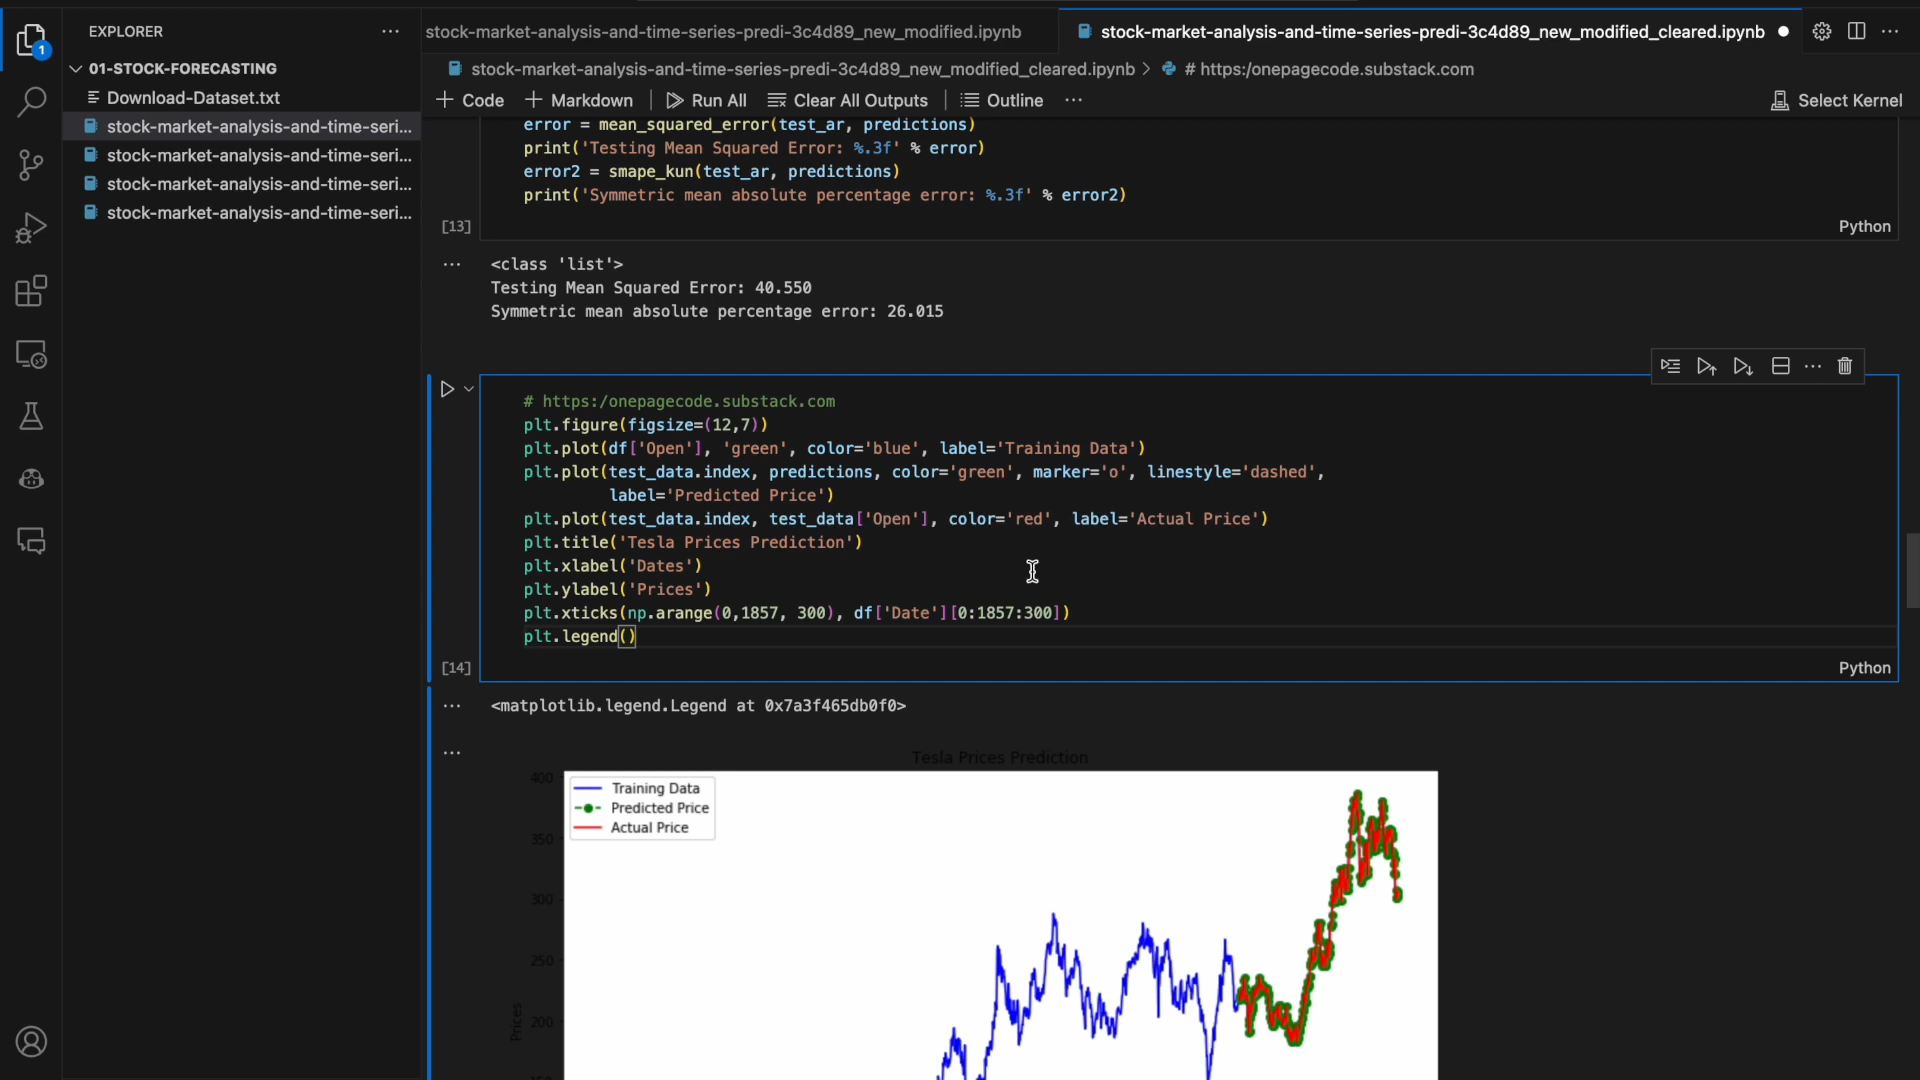 EXPLORER
1
01-STOCK-FORECASTING
Download-Dataset.txt
stock-market-analysis-and-time-seri...
stock-market-analysis-and-time-seri...
stock-market-analysis-and-time-seri...
stock-market-analysis-and-time-seri...
stock-market-analysis-and-time-series-predi-3c4d89_new_modified.ipynb
stock-market-analysis-and-time-series-predi-3c4d89_new_modified_cleared.ipynb
stock-market-analysis-and-time-series-predi-3c4d89_new_modified_cleared.ipynb > # https:/onepagecode.substack.com
+ Code + Markdown Run All Clear All Outputs Outline ... Select Kernel
error = mean_squared_error(test_ar, predictions)
print('Testing Mean Squared Error: %.3f' % error)
error2 = smape_kun(test_ar, predictions)
print('Symmetric mean absolute percentage error: %.3f' % error2)
[13] Python
<class 'list'>
Testing Mean Squared Error: 40.550
Symmetric mean absolute percentage error: 26.015
# https:/onepagecode.substack.com
plt.figure(figsize=(12,7))
plt.plot(df['Open'], 'green', color='blue', label='Training Data')
plt.plot(test_data.index, predictions, color='green', marker='o', linestyle='dashed',
label='Predicted Price')
plt.plot(test_data.index, test_data['Open'], color='red', label='Actual Price')
plt.title('Tesla Prices Prediction')
plt.xlabel('Dates')
plt.ylabel('Prices')
plt.xticks(np.arange(0,1857, 300), df['Date'][0:1857:300])
plt.legend()
[14] Python
<matplotlib.legend.Legend at 0x7a3f465db0f0>
Tesla Prices Prediction
400
Training Data
Predicted Price
Actual Price
350
300
250
200
Prices